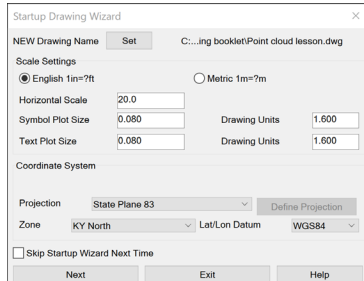 Startup Drawing Wizard
NEW Drawing Name Set C:...ing booklet\Point cloud lesson.dwg
Scale Settings
English 1in=?ft Metric 1m=?m
Horizontal Scale 20.0
Symbol Plot Size 0.080 Drawing Units 1.600
Text Plot Size 0.080 Drawing Units 1.600
Coordinate System
Projection State Plane 83 Define Projection
Zone KY North Lat/Lon Datum WGS84
Skip Startup Wizard Next Time
Next Exit Help